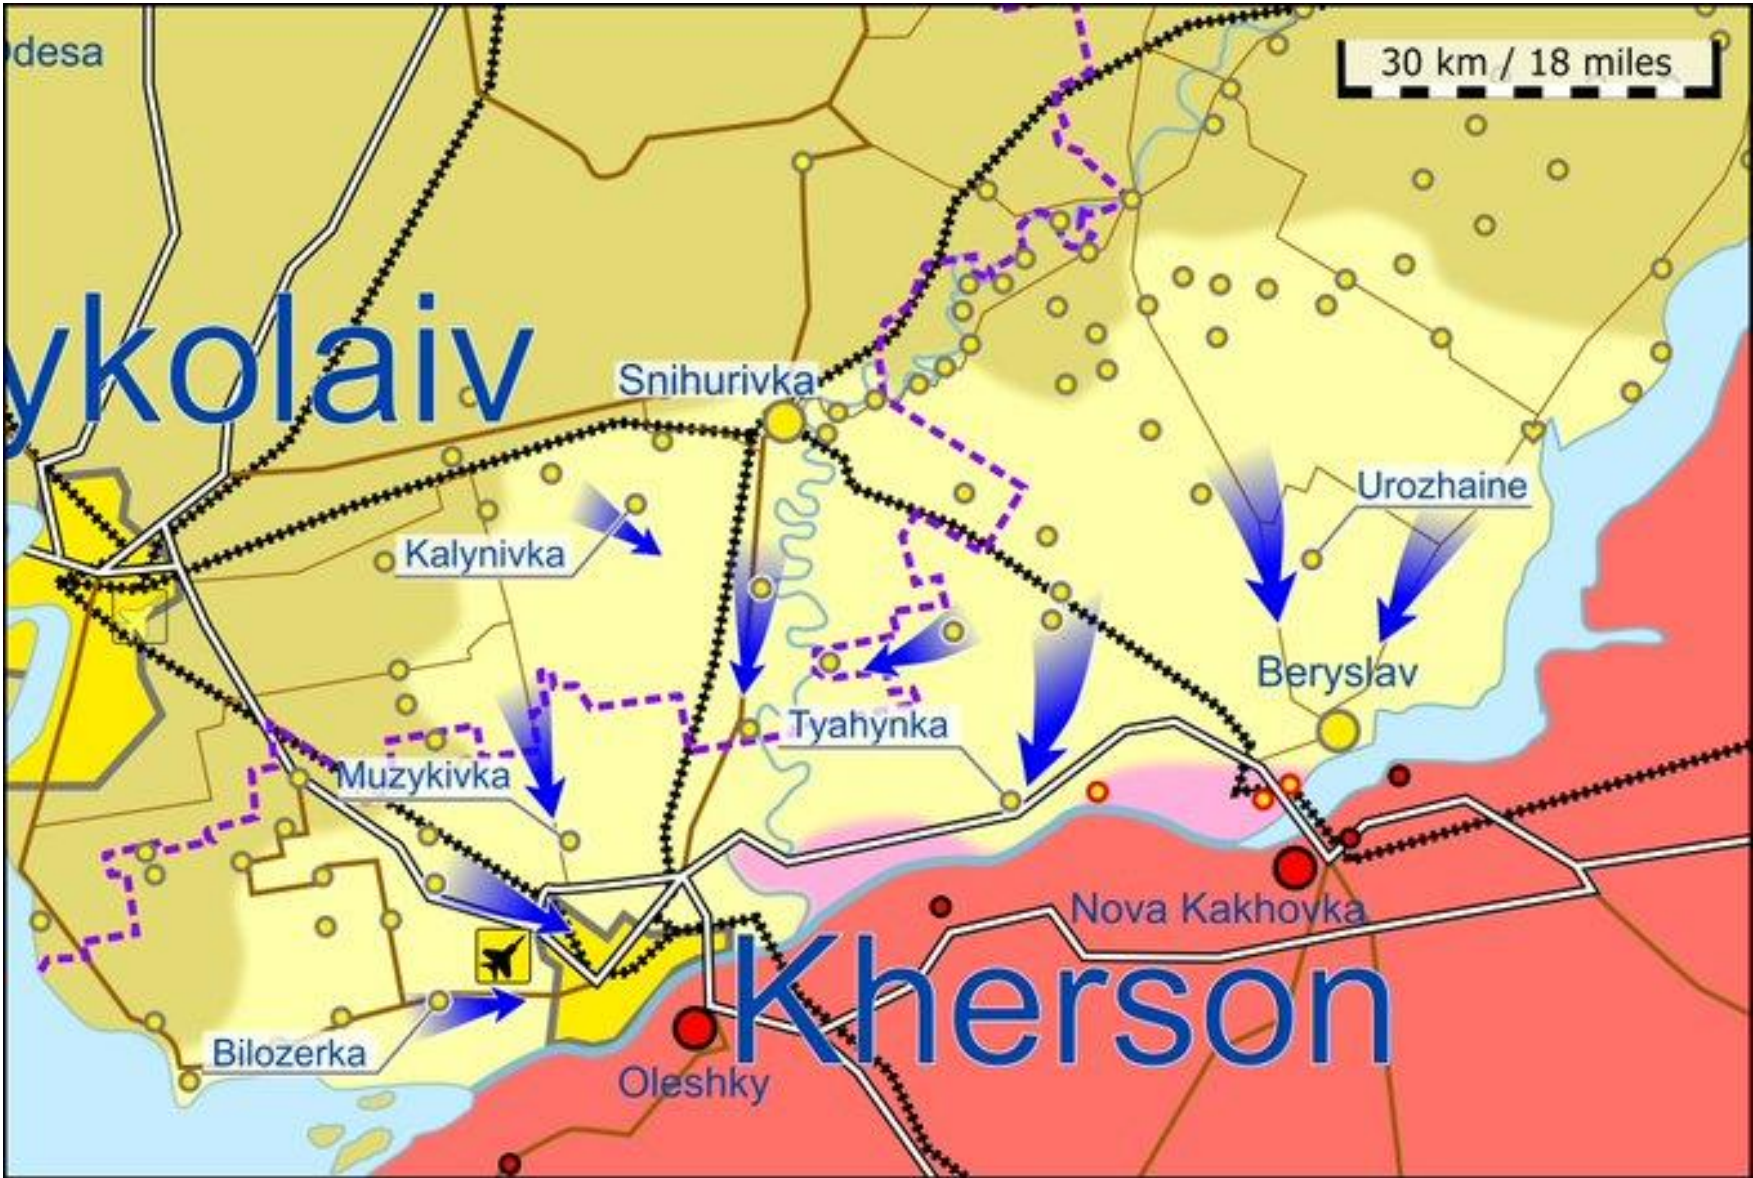 desa
30 km / 18 miles
ykolaiv
Snihurivka
Urozhaine
Kalynivka
Beryslav
Tyahynka
Muzykivka
Nova Kakhovka
Kherson
Bilozerka
Oleshky